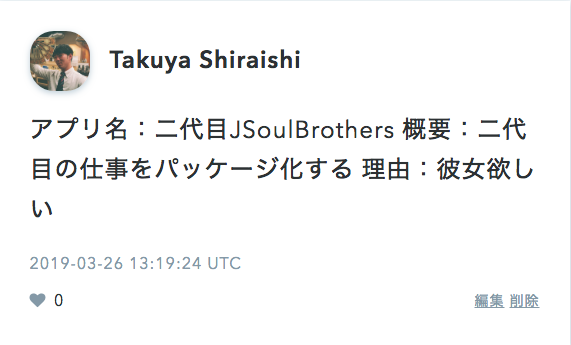 Takuya Shiraishi
アプリ名：二代目JSoulBrothers 概要：二代
目の仕事をパッケージ化する 理由：彼女欲し
い
2019-03-26 13:19:24 UTC
0
編集 削除